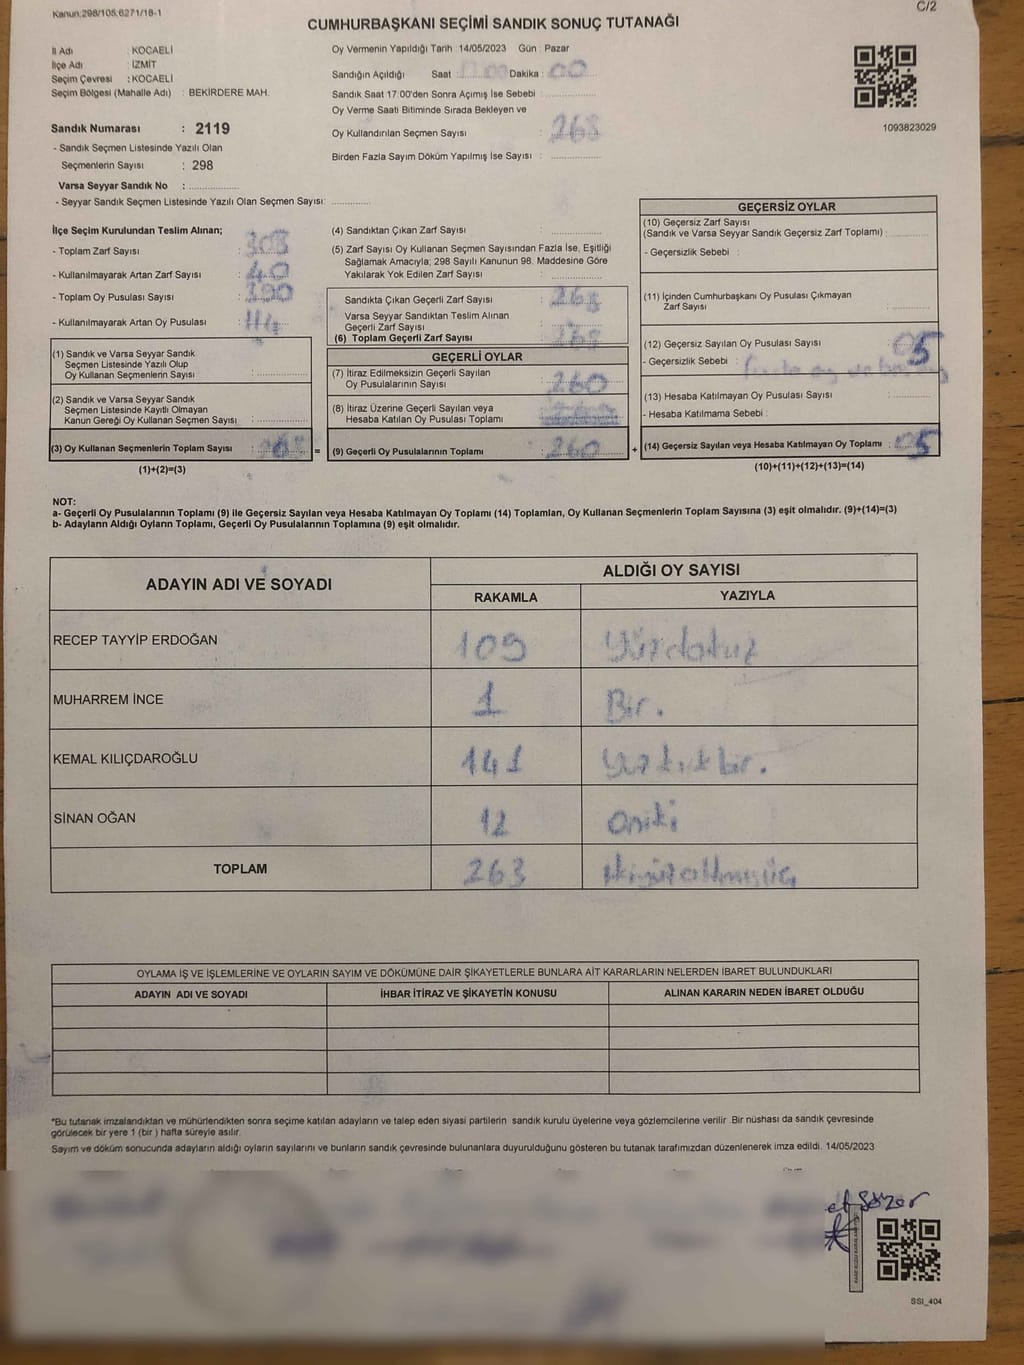 Kanun:298/105,6271/18-1
C/2
CUMHURBAŞKANI SEÇİMİ SANDIK SONUÇ TUTANAĞI
İl Adı : KOCAELİ
İlçe Adı : İZMİT
Seçim Çevresi : KOCAELİ
Seçim Bölgesi (Mahalle Adı) : BEKİRDERE MAH.
Sandık Numarası : 2119
- Sandık Seçmen Listesinde Yazılı Olan
Seçmenlerin Sayısı : 298
Varsa Seyyar Sandık No :
- Seyyar Sandık Seçmen Listesinde Yazılı Olan Seçmen Sayısı:
Oy Vermenin Yapıldığı Tarih 14/05/2023 Gün : Pazar
Sandığın Açıldığı Saat : 17:00 Dakika : 00
Sandık Saat 17:00'den Sonra Açımış İse Sebebi :
Oy Verme Saati Bitiminde Sırada Bekleyen ve
Oy Kullandırılan Seçmen Sayısı : 268
Birden Fazla Sayım Döküm Yapılmış İse Sayısı :
1093823029
İlçe Seçim Kurulundan Teslim Alınan;
- Toplam Zarf Sayısı : 308
- Kullanılmayarak Artan Zarf Sayısı : 40
- Toplam Oy Pusulası Sayısı : 390
- Kullanılmayarak Artan Oy Pusulası : 114
(1) Sandık ve Varsa Seyyar Sandık
Seçmen Listesinde Yazılı Olup
Oy Kullanan Seçmenlerin Sayısı :
(2) Sandık ve Varsa Seyyar Sandık
Seçmen Listesinde Kayıtlı Olmayan
Kanun Gereği Oy Kullanan Seçmen Sayısı :
(3) Oy Kullanan Seçmenlerin Toplam Sayısı : 268 =
(1)+(2)=(3)
(4) Sandıktan Çıkan Zarf Sayısı :
(5) Zarf Sayısı Oy Kullanan Seçmen Sayısından Fazla İse, Eşitliği
Sağlamak Amacıyla; 298 Sayılı Kanunun 98. Maddesine Göre
Yakılarak Yok Edilen Zarf Sayısı :
Sandıkta Çıkan Geçerli Zarf Sayısı : 268
Varsa Seyyar Sandıktan Teslim Alınan
Geçerli Zarf Sayısı :
(6) Toplam Geçerli Zarf Sayısı : 268
GEÇERLİ OYLAR
(7) İtiraz Edilmeksizin Geçerli Sayılan
Oy Pusulalarının Sayısı : 260
(8) İtiraz Üzerine Geçerli Sayılan veya
Hesaba Katılan Oy Pusulası Toplamı :
(9) Geçerli Oy Pusulalarının Toplamı : 260 +
GEÇERSİZ OYLAR
(10) Geçersiz Zarf Sayısı
(Sandık ve Varsa Seyyar Sandık Geçersiz Zarf Toplamı) :
- Geçersizlik Sebebi :
(11) İçinden Cumhurbaşkanı Oy Pusulası Çıkmayan
Zarf Sayısı :
(12) Geçersiz Sayılan Oy Pusulası Sayısı : 05
- Geçersizlik Sebebi :
(13) Hesaba Katılmayan Oy Pusulası Sayısı :
- Hesaba Katılmama Sebebi :
(14) Geçersiz Sayılan veya Hesaba Katılmayan Oy Toplamı : 05
(10)+(11)+(12)+(13)=(14)
NOT:
a- Geçerli Oy Pusulalarının Toplamı (9) ile Geçersiz Sayılan veya Hesaba Katılmayan Oy Toplamı (14) Toplamları, Oy Kullanan Seçmenlerin Toplam Sayısına (3) eşit olmalıdır. (9)+(14)=(3)
b- Adayların Aldığı Oyların Toplamı, Geçerli Oy Pusulalarının Toplamına (9) eşit olmalıdır.
ADAYIN ADI VE SOYADI
ALDIĞI OY SAYISI
RAKAMLA YAZIYLA
RECEP TAYYİP ERDOĞAN 109 Yüzdokuz
MUHARREM İNCE 1 Bir.
KEMAL KILIÇDAROĞLU 141 yüzkırkbir.
SİNAN OĞAN 12 oniki
TOPLAM 263 ikiyüzaltmışüç
OYLAMA İŞ VE İŞLEMLERİNE VE OYLARIN SAYIM VE DÖKÜMÜNE DAİR ŞİKAYETLERLE BUNLARA AİT KARARLARIN NELERDEN İBARET BULUNDUKLARI
ADAYIN ADI VE SOYADI İHBAR İTİRAZ VE ŞİKAYETİN KONUSU ALINAN KARARIN NEDEN İBARET OLDUĞU
*Bu tutanak imzalandıktan ve mühürlendikten sonra seçime katılan adayların ve talep eden siyasi partilerin sandık kurulu üyelerine veya gözlemcilerine verilir. Bir nüshası da sandık çevresinde
görülecek bir yere 1 (bir) hafta süreyle asılır.
Sayım ve döküm sonucunda adayların aldığı oyların sayılarını ve bunların sandık çevresinde bulunanlara duyurulduğunu gösteren bu tutanak tarafımızdan düzenlenerek imza edildi. 14/05/2023
et Sözer
SSI_404